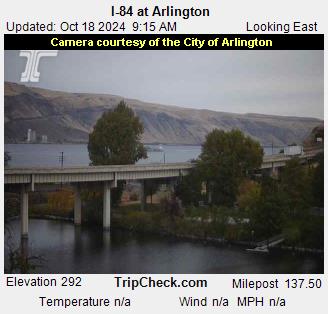 I-84 at Arlington
Updated: Oct 18 2024 9:15 AM Looking East
Camera courtesy of the City of Arlington
Elevation 292 TripCheck.com Milepost 137.50
Temperature n/a Wind n/a MPH n/a